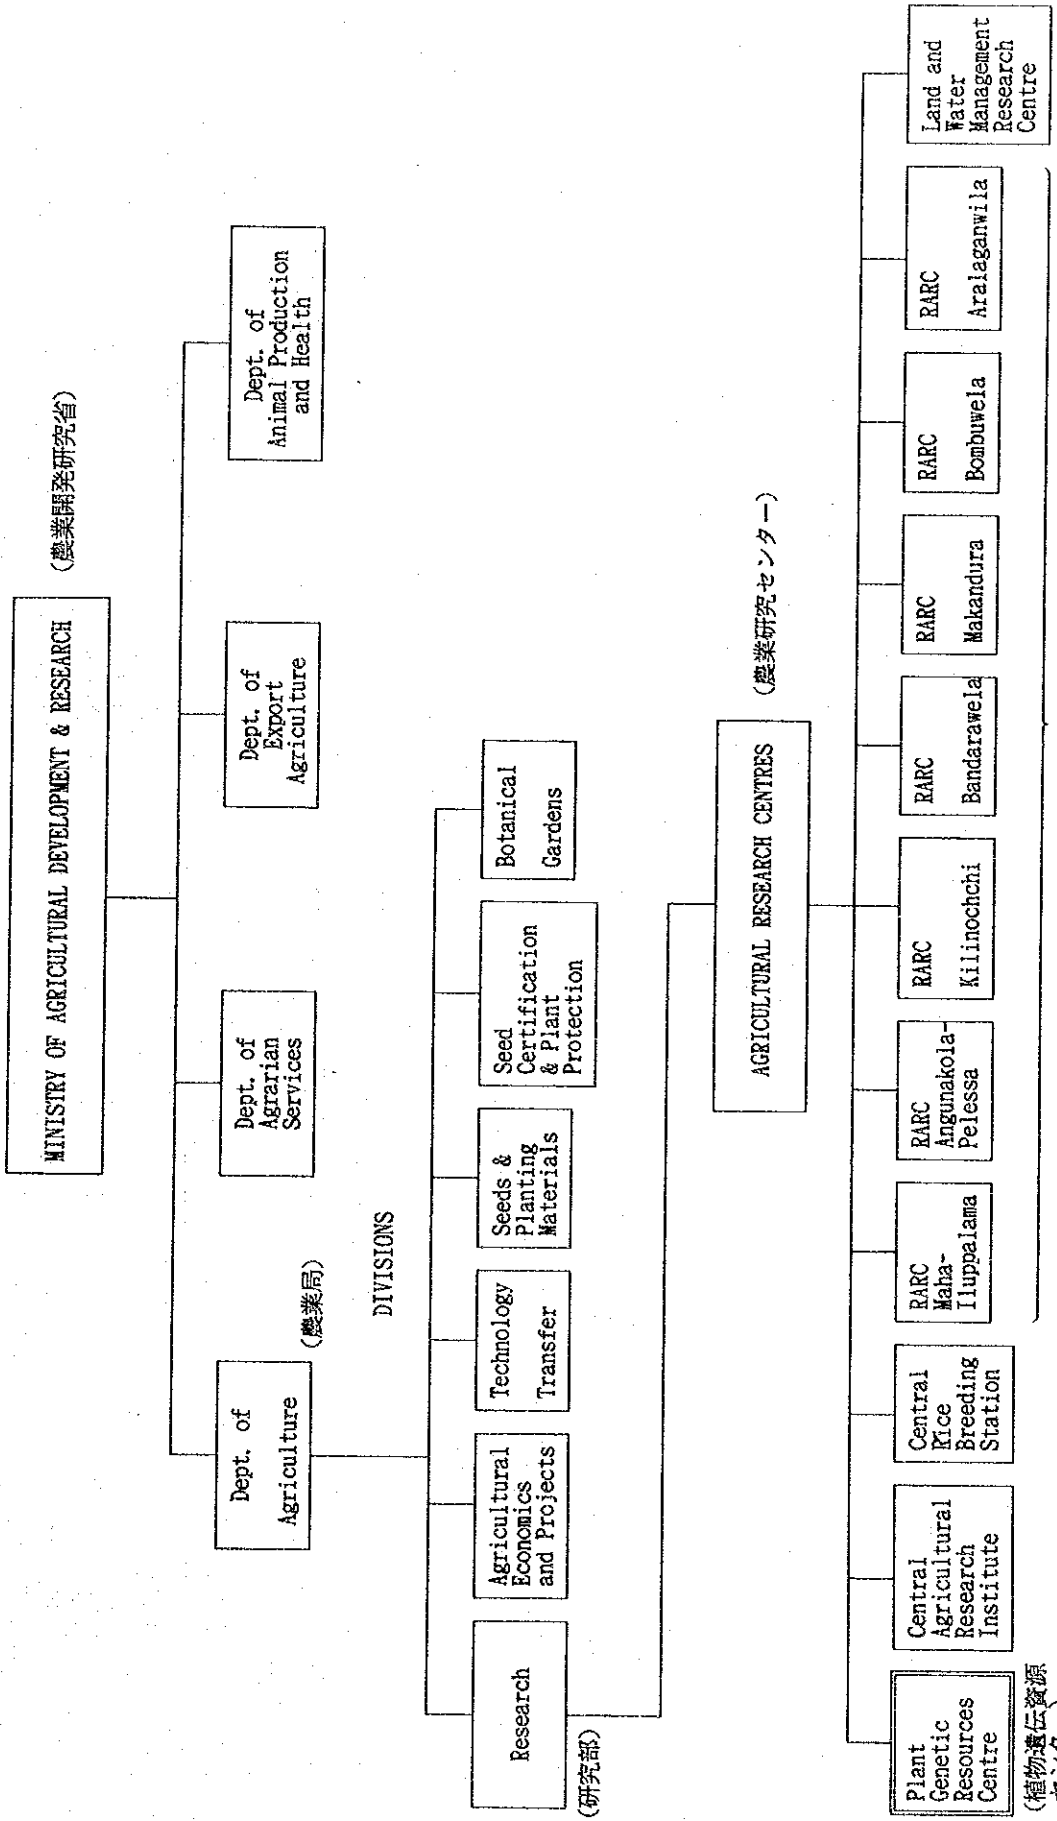 MINISTRY OF AGRICULTURAL DEVELOPMENT & RESEARCH
(農業開発研究省)
Dept. of
Agriculture
(農業局)
Dept. of
Agrarian
Services
Dept. of
Export
Agriculture
Dept. of
Animal Production
and Health
DIVISIONS
Research
(研究部)
Agricultural
Economics
and Projects
Technology
Transfer
Seeds &
Planting
Materials
Seed
Certification
& Plant
Protection
Botanical
Gardens
AGRICULTURAL RESEARCH CENTRES
(農業研究センター)
Plant
Genetic
Resources
Centre
(植物遺伝資源
センター)
Central
Agricultural
Research
Institute
Central
Rice
Breeding
Station
RARC
Maha-
Iluppalama
RARC
Angunakola-
Pelessa
RARC
Kilinochchi
RARC
Bandarawela
RARC
Makandura
RARC
Bombuwela
RARC
Aralaganwila
Land and
Water
Management
Research
Centre